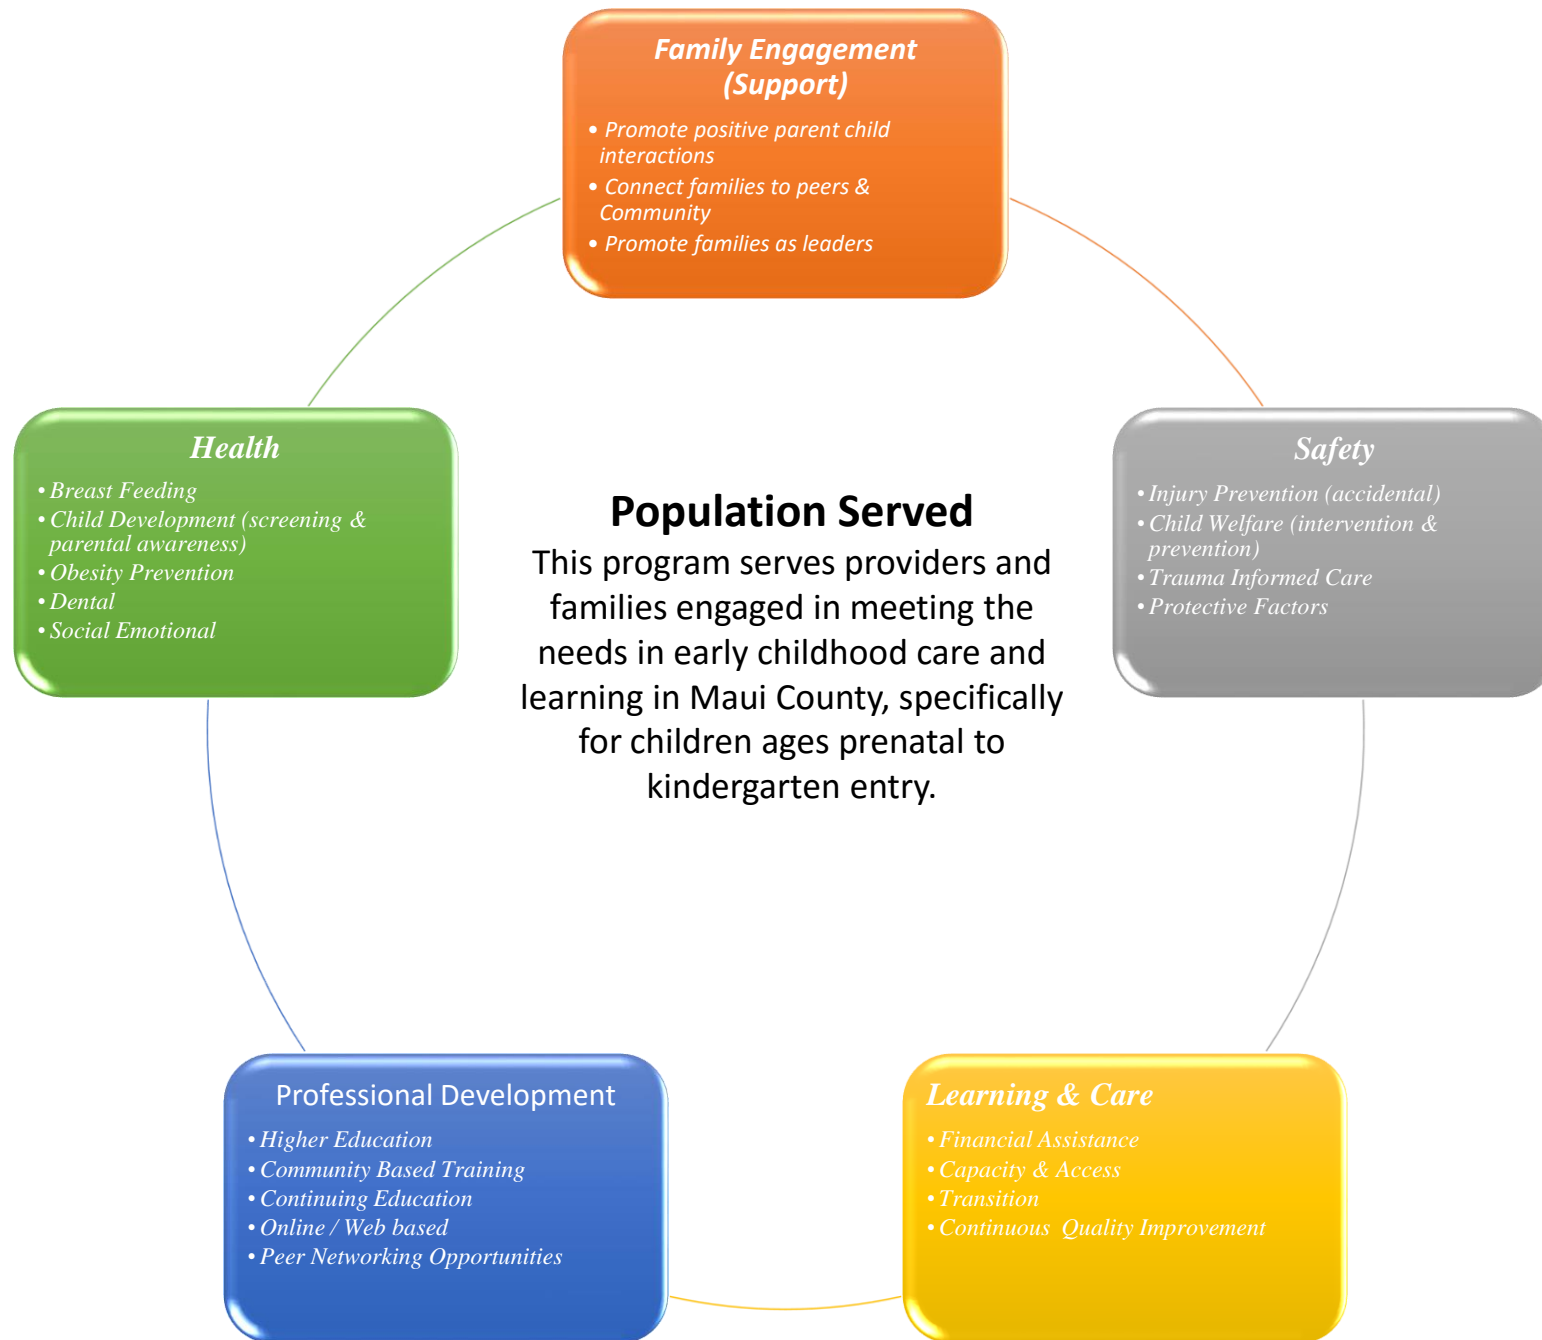 Family Engagement
(Support)
• Promote positive parent child
interactions
• Connect families to peers &
Community
• Promote families as leaders
Health
• Breast Feeding
• Child Development (screening &
parental awareness)
• Obesity Prevention
• Dental
• Social Emotional
Population Served
This program serves providers and
families engaged in meeting the
needs in early childhood care and
learning in Maui County, specifically
for children ages prenatal to
kindergarten entry.
Safety
• Injury Prevention (accidental)
• Child Welfare (intervention &
prevention)
• Trauma Informed Care
• Protective Factors
Professional Development
• Higher Education
• Community Based Training
• Continuing Education
• Online / Web based
• Peer Networking Opportunities
Learning & Care
• Financial Assistance
• Capacity & Access
• Transition
• Continuous  Quality Improvement